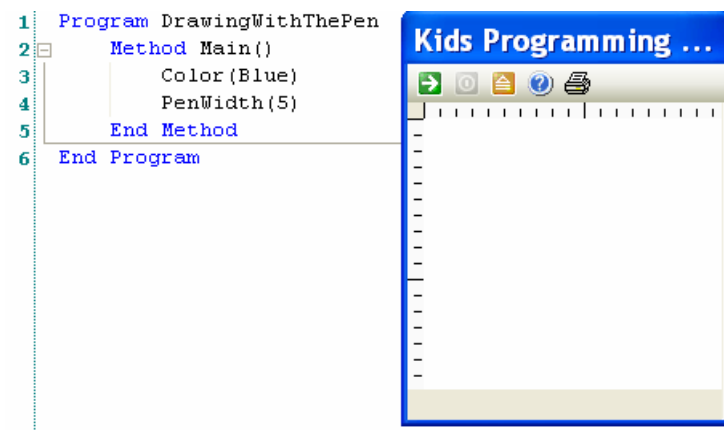 1 Program DrawingWithThePen
2 Method Main()
3 Color(Blue)
4 PenWidth(5)
5 End Method
6 End Program
Kids Programming ...